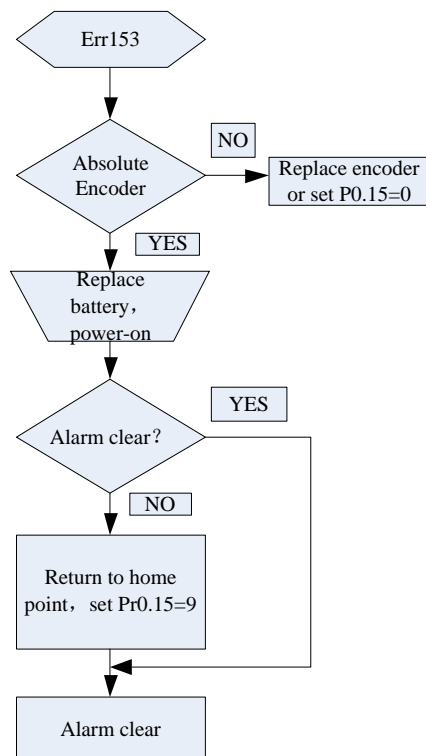 Err153
NO
Absolute
Encoder
Replace encoder
or set P0.15=0
YES
Replace
battery，
power-on
YES
Alarm clear？
NO
Return to home
point，set Pr0.15=9
Alarm clear